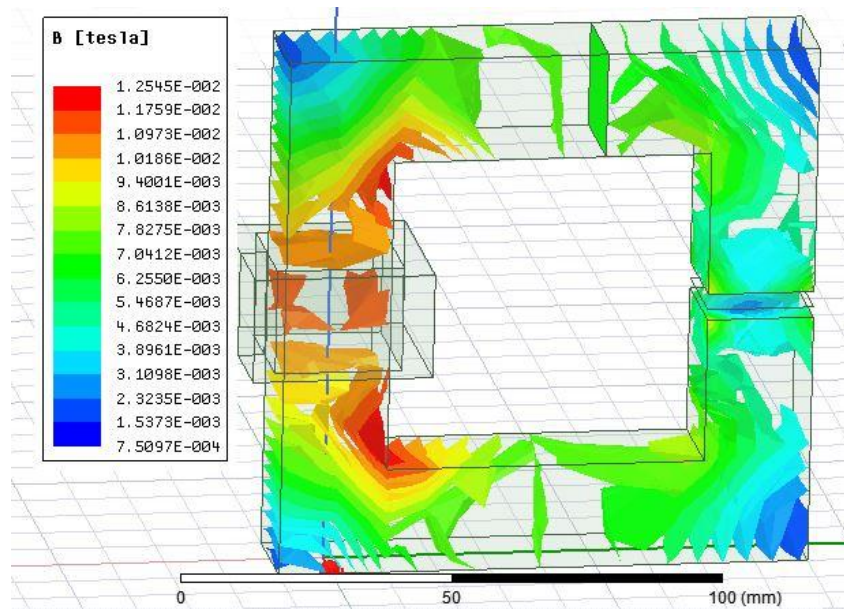 B [tesla]
1.2545E-002
1.1759E-002
1.0973E-002
1.0186E-002
9.4001E-003
8.6138E-003
7.8275E-003
7.0412E-003
6.2550E-003
5.4687E-003
4.6824E-003
3.8961E-003
3.1098E-003
2.3235E-003
1.5373E-003
7.5097E-004
0 50 100 (mm)